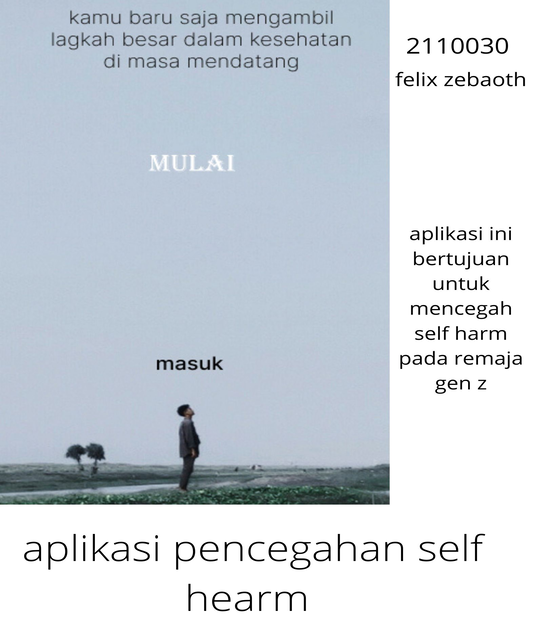 kamu baru saja mengambil
lagkah besar dalam kesehatan
di masa mendatang
MULAI
masuk
2110030
felix zebaoth
aplikasi ini
bertujuan
untuk
mencegah
self harm
pada remaja
gen z
aplikasi pencegahan self
hearm